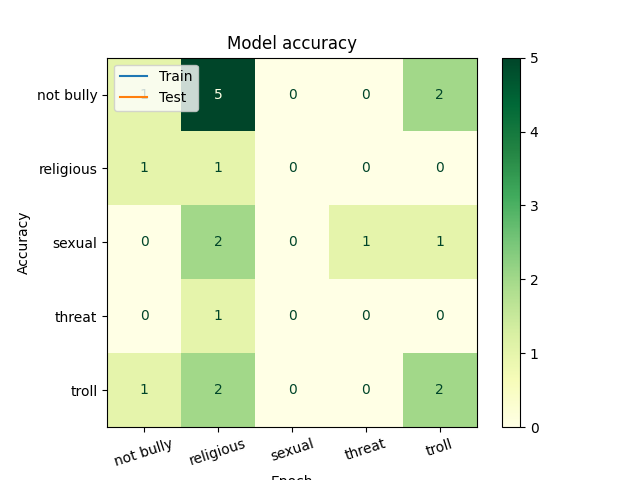 Model accuracy
Train
Test
not bully 1 5 0 0 2
religious 1 1 0 0 0
sexual 0 2 0 1 1
threat 0 1 0 0 0
troll 1 2 0 0 2
not bully religious sexual threat troll
Accuracy
Epoch
5
4
3
2
1
0